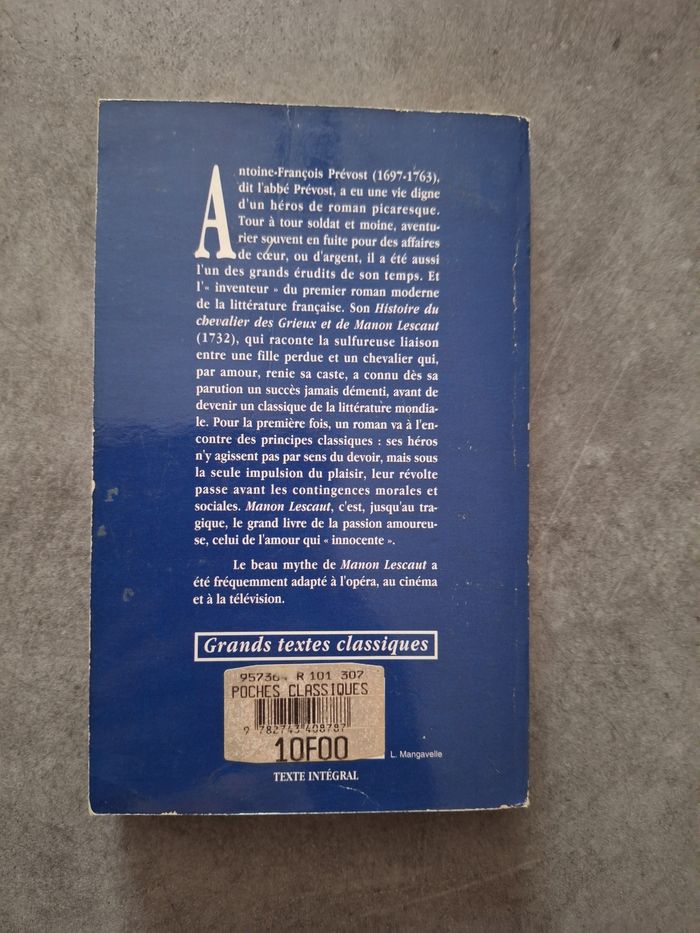 Antoine-François Prévost (1697-1763),
dit l'abbé Prévost, a eu une vie digne
d'un héros de roman picaresque.
Tour à tour soldat et moine, aventu-
rier souvent en fuite pour des affaires
de cœur, ou d'argent, il a été aussi
l'un des grands érudits de son temps. Et
l'« inventeur » du premier roman moderne
de la littérature française. Son Histoire du
chevalier des Grieux et de Manon Lescaut
(1732), qui raconte la sulfureuse liaison
entre une fille perdue et un chevalier qui,
par amour, renie sa caste, a connu dès sa
parution un succès jamais démenti, avant de
devenir un classique de la littérature mondia-
le. Pour la première fois, un roman va à l'en-
contre des principes classiques : ses héros
n'y agissent pas par sens du devoir, mais sous
la seule impulsion du plaisir, leur révolte
passe avant les contingences morales et
sociales. Manon Lescaut, c'est, jusqu'au tra-
gique, le grand livre de la passion amoureu-
se, celui de l'amour qui « innocente ».
Le beau mythe de Manon Lescaut a
été fréquemment adapté à l'opéra, au cinéma
et à la télévision.
Grands textes classiques
95736 R 101 307
POCHES CLASSIQUES
9 782743 408787
10F00
L. Mangavelle
TEXTE INTÉGRAL